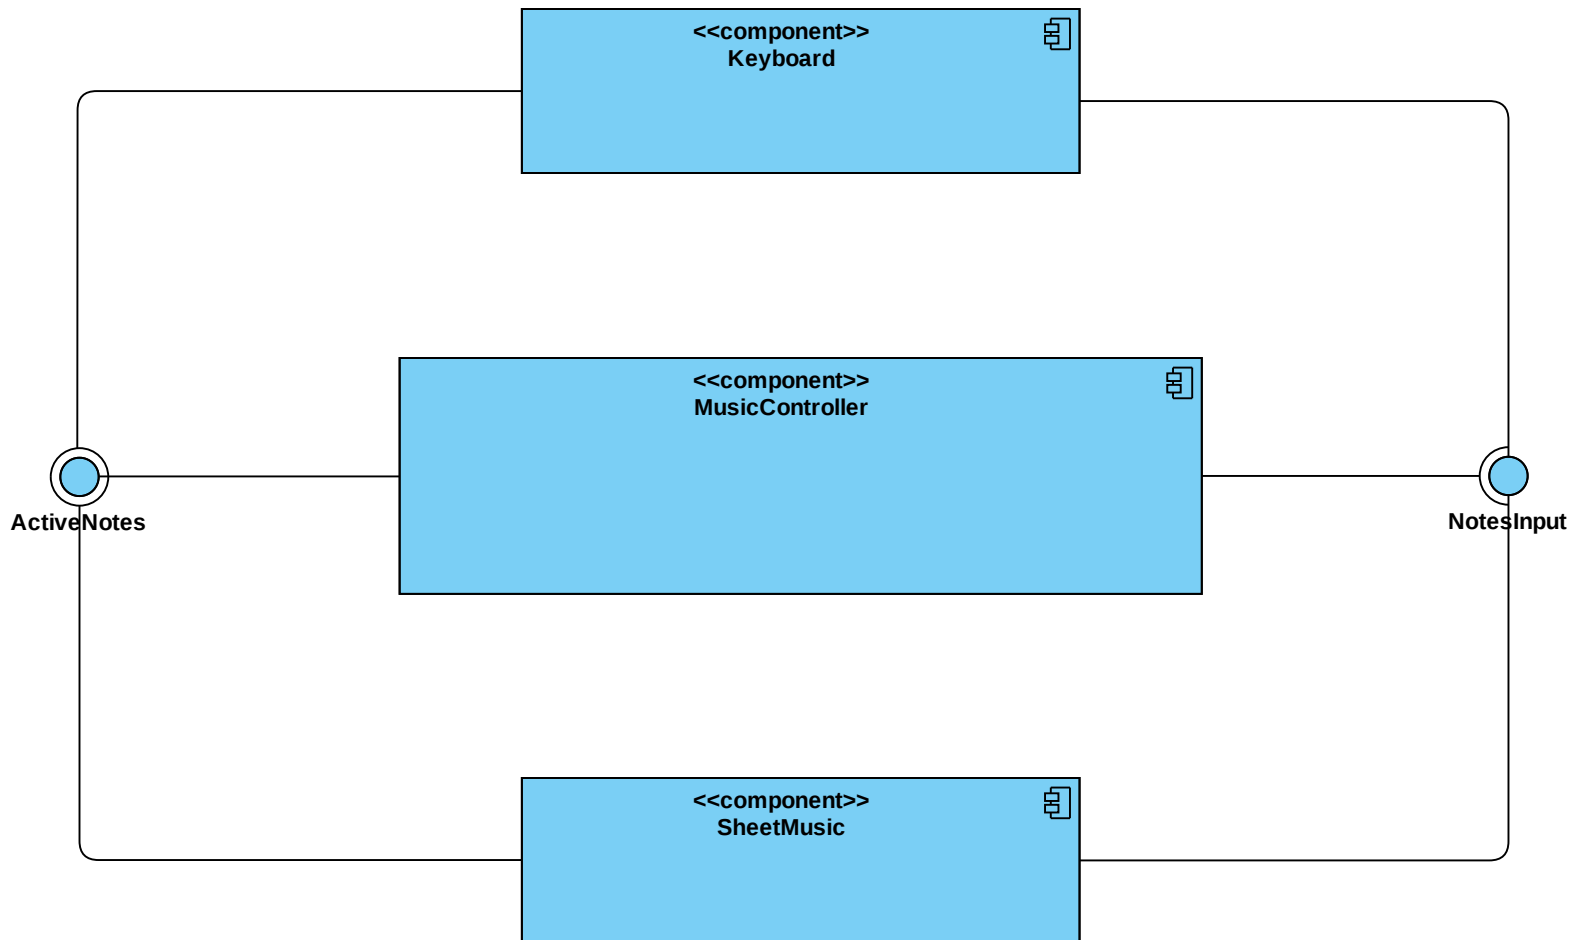 <<component>>
Keyboard
<<component>>
MusicController
ActiveNotes
NotesInput
<<component>>
SheetMusic